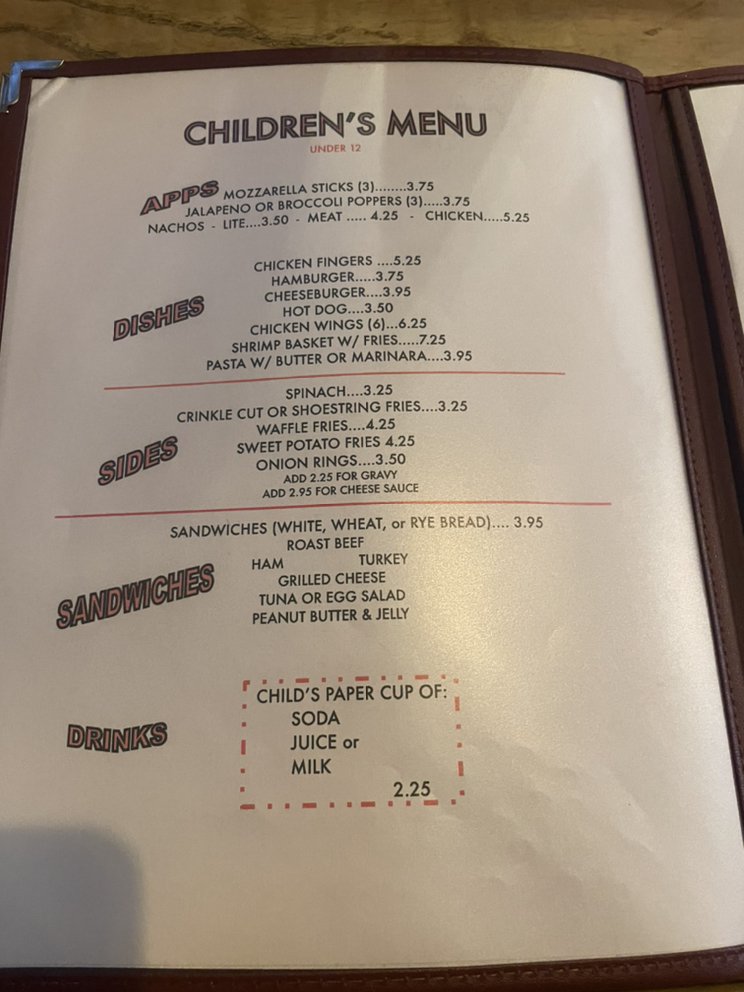 CHILDREN'S MENU
UNDER 12
APPS
MOZZARELLA STICKS (3)........3.75
JALAPENO OR BROCCOLI POPPERS (3).....3.75
NACHOS - LITE....3.50 - MEAT ..... 4.25 - CHICKEN.....5.25
DISHES
CHICKEN FINGERS ....5.25
HAMBURGER.....3.75
CHEESEBURGER....3.95
HOT DOG....3.50
CHICKEN WINGS (6)...6.25
SHRIMP BASKET W/ FRIES.....7.25
PASTA W/ BUTTER OR MARINARA....3.95
SIDES
SPINACH....3.25
CRINKLE CUT OR SHOESTRING FRIES....3.25
WAFFLE FRIES....4.25
SWEET POTATO FRIES 4.25
ONION RINGS....3.50
ADD 2.25 FOR GRAVY
ADD 2.95 FOR CHEESE SAUCE
SANDWICHES
SANDWICHES (WHITE, WHEAT, or RYE BREAD).... 3.95
ROAST BEEF
HAM TURKEY
GRILLED CHEESE
TUNA OR EGG SALAD
PEANUT BUTTER & JELLY
DRINKS
CHILD'S PAPER CUP OF:
SODA
JUICE or
MILK
2.25